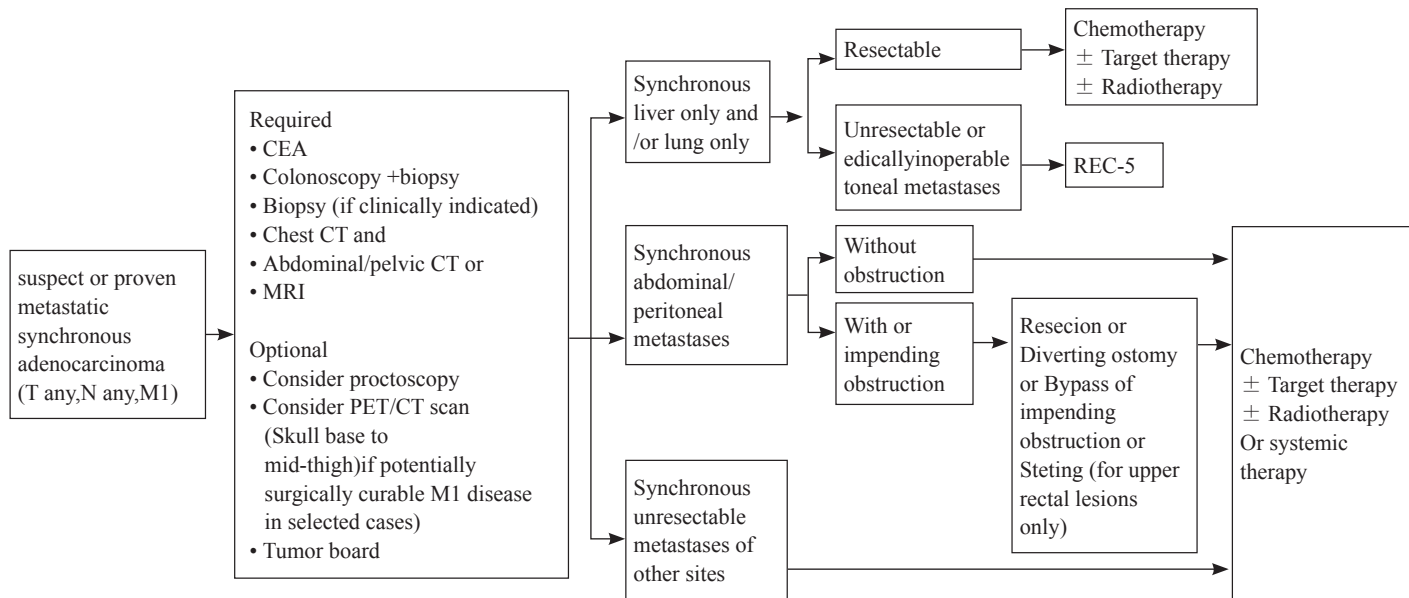 suspect or proven
metastatic
synchronous
adenocarcinoma
(T any,N any,M1)
Required
• CEA
• Colonoscopy +biopsy
• Biopsy (if clinically indicated)
• Chest CT and
• Abdominal/pelvic CT or
• MRI
Optional
• Consider proctoscopy
• Consider PET/CT scan
(Skull base to
mid-thigh)if potentially
surgically curable M1 disease
in selected cases)
• Tumor board
Synchronous
liver only and
/or lung only
Resectable
Chemotherapy
± Target therapy
± Radiotherapy
Unresectable or
edicallyinoperable
toneal metastases
REC-5
Synchronous
abdominal/
peritoneal
metastases
Without
obstruction
With or
impending
obstruction
Resecion or
Diverting ostomy
or Bypass of
impending
obstruction or
Steting (for upper
rectal lesions
only)
Synchronous
unresectable
metastases of
other sites
Chemotherapy
± Target therapy
± Radiotherapy
Or systemic
therapy